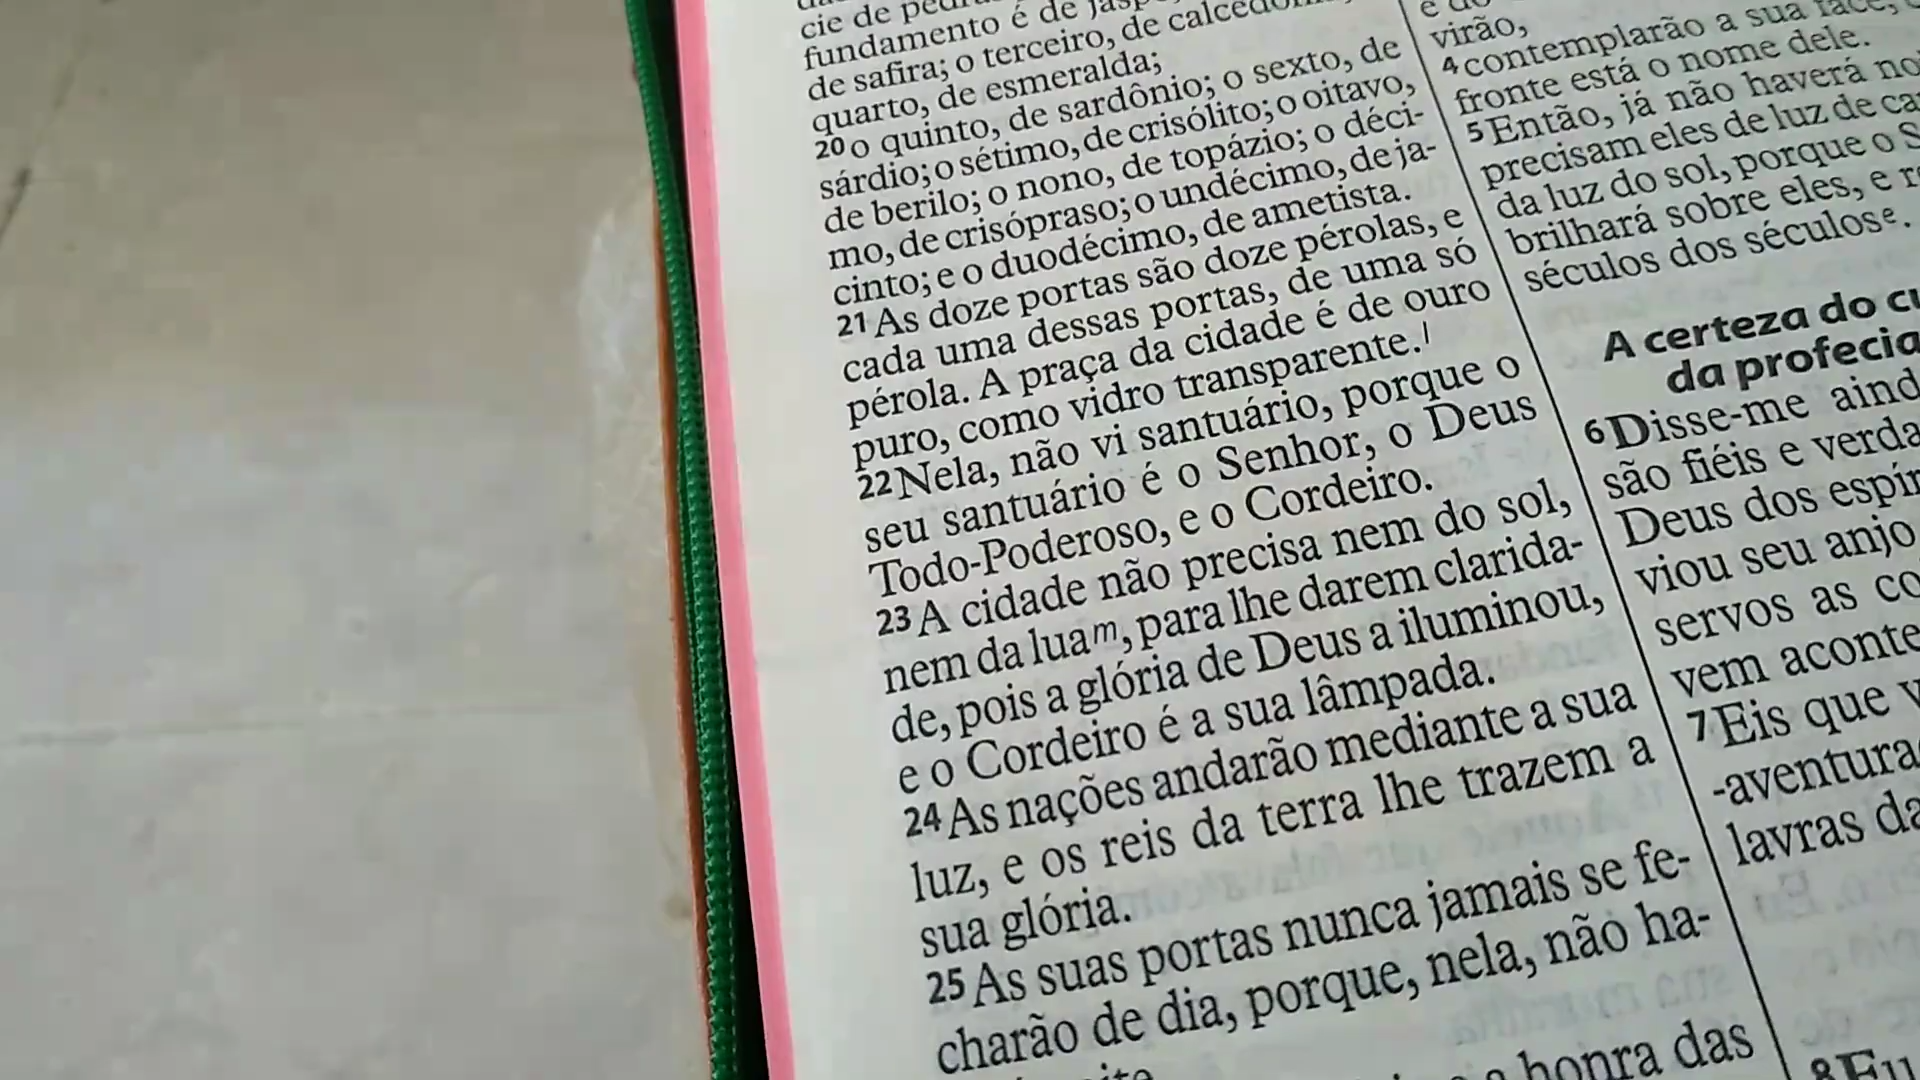 cie de
fundamento é de
de safira; o terceiro, de
quarto, de esmeralda;
20 o quinto, de sardônio; o sexto, de
sárdio; o sétimo, de crisólito; o oitavo,
de berilo; o nono, de topázio; o déci-
mo, de crisópraso; o undécimo, de ja-
cinto; e o duodécimo, de ametista.
21 As doze portas são doze pérolas, e
cada uma dessas portas, de uma só
pérola. A praça da cidade é de ouro
puro, como vidro transparente.l
22 Nela, não vi santuário, porque o
seu santuário é o Senhor, o Deus
Todo-Poderoso, e o Cordeiro.
23 A cidade não precisa nem do sol,
nem da luam, para lhe darem clarida-
de, pois a glória de Deus a iluminou,
e o Cordeiro é a sua lâmpada.
24 As nações andarão mediante a sua
luz, e os reis da terra lhe trazem a
sua glória.
25 As suas portas nunca jamais se fe-
charão de dia, porque, nela, não ha-
a honra das
virão,
4 contemplarão a sua face,
fronte está o nome dele.
5 Então, já não haverá no
precisam eles de luz de ca
da luz do sol, porque o S
brilhará sobre eles, e r
séculos dos séculose.
A certeza do cu
da profecia
6 Disse-me aind
são fiéis e verda
Deus dos espír
viou seu anjo
servos as co
vem aconte
7 Eis que v
-aventura
lavras da
8 Eu